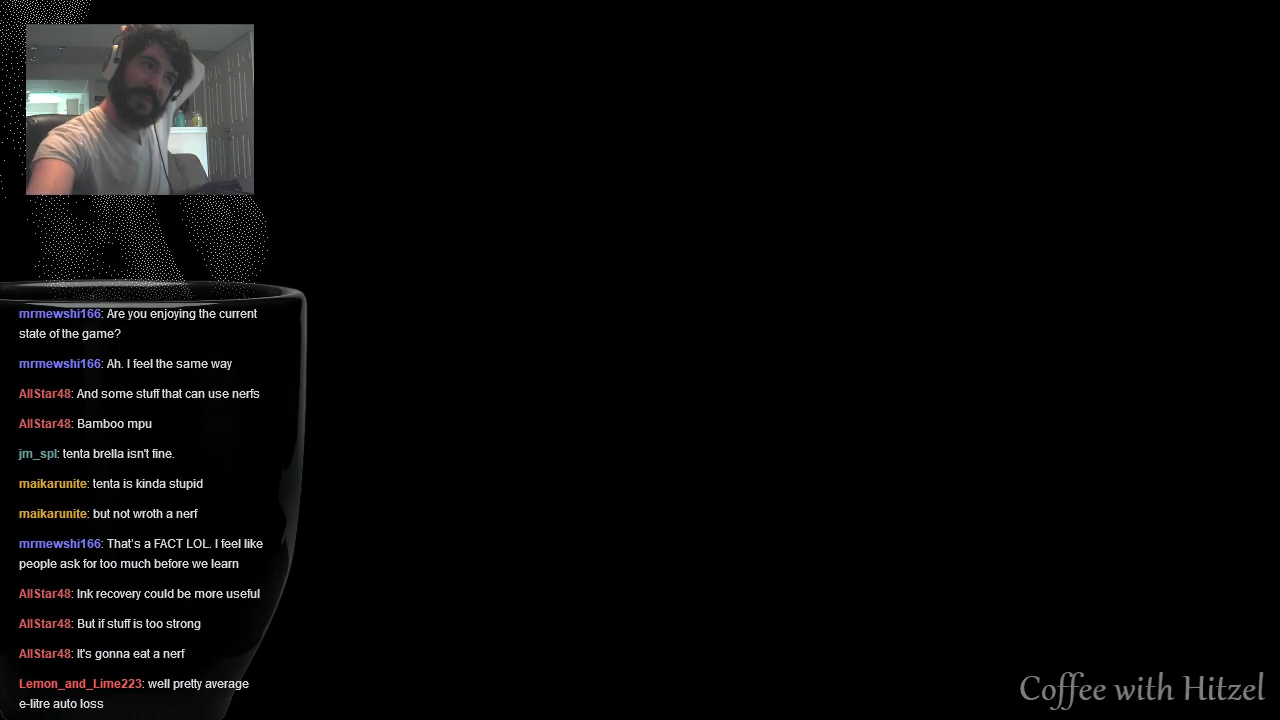 mrmewshi166: Are you enjoying the current
state of the game?
mrmewshi166: Ah. I feel the same way
AllStar48: And some stuff that can use nerfs
AllStar48: Bamboo mpu
jm_spl: tenta brella isn't fine.
maikarunite: tenta is kinda stupid
maikarunite: but not wroth a nerf
mrmewshi166: That's a FACT LOL. I feel like
people ask for too much before we learn
AllStar48: Ink recovery could be more useful
AllStar48: But if stuff is too strong
AllStar48: It's gonna eat a nerf
Lemon_and_Lime223: well pretty average
e-litre auto loss
Coffee with Hitzel